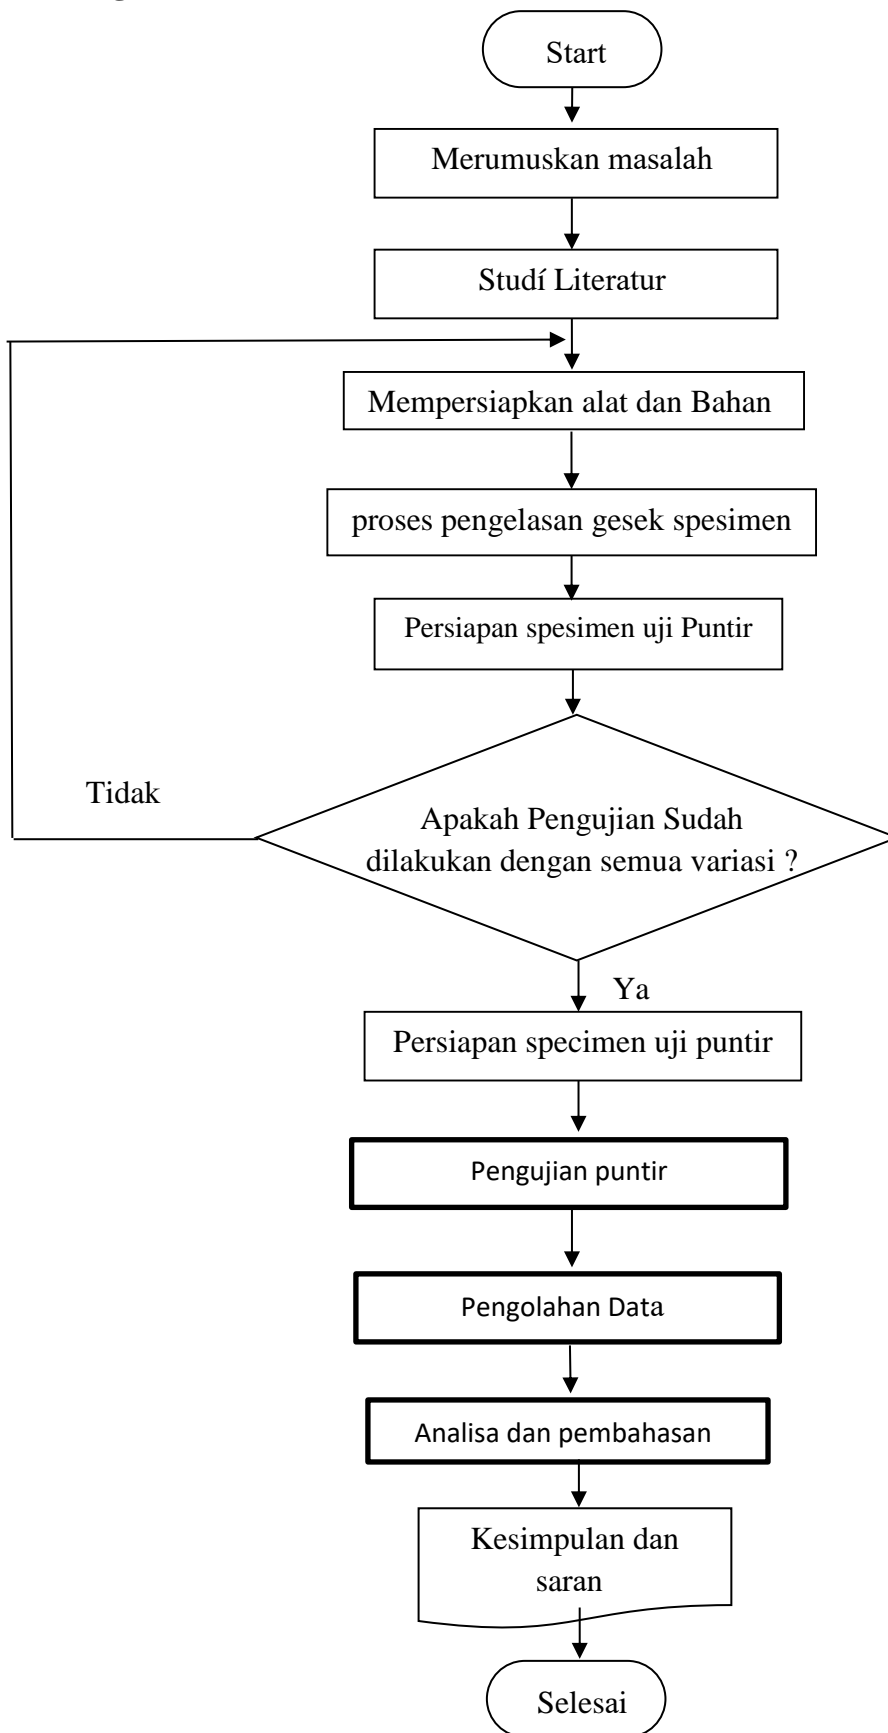 Start
Merumuskan masalah
Studí Literatur
Mempersiapkan alat dan Bahan
proses pengelasan gesek spesimen
Persiapan spesimen uji Puntir
Tidak
Apakah Pengujian Sudah
dilakukan dengan semua variasi ?
Ya
Persiapan specimen uji puntir
Pengujian puntir
Pengolahan Data
Analisa dan pembahasan
Kesimpulan dan
saran
Selesai